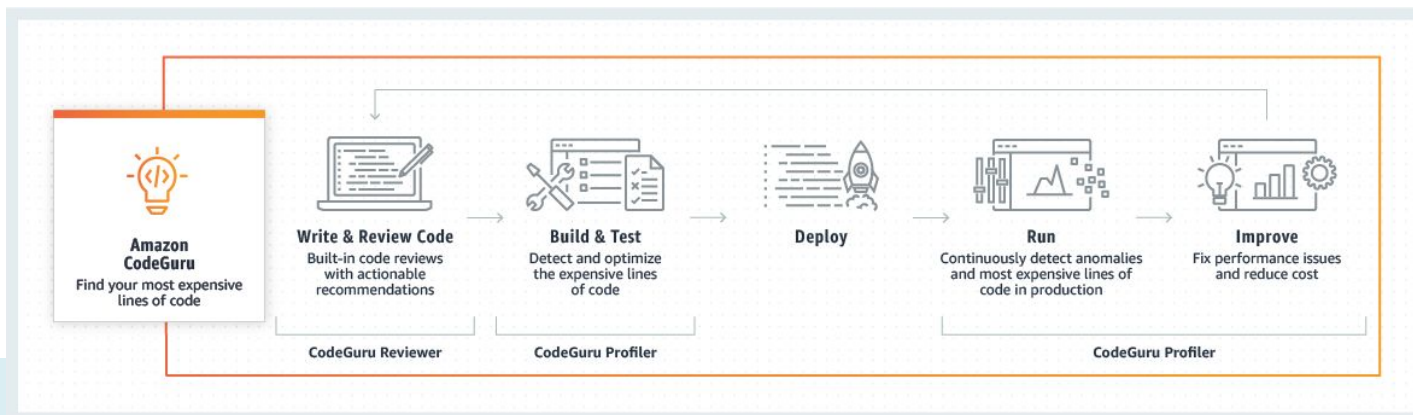 Amazon
CodeGuru
Find your most expensive
lines of code
Write & Review Code
Built-in code reviews
with actionable
recommendations
Build & Test
Detect and optimize
the expensive lines
of code
Deploy
Run
Continuously detect anomalies
and most expensive lines of
code in production
Improve
Fix performance issues
and reduce cost
CodeGuru Reviewer
CodeGuru Profiler
CodeGuru Profiler